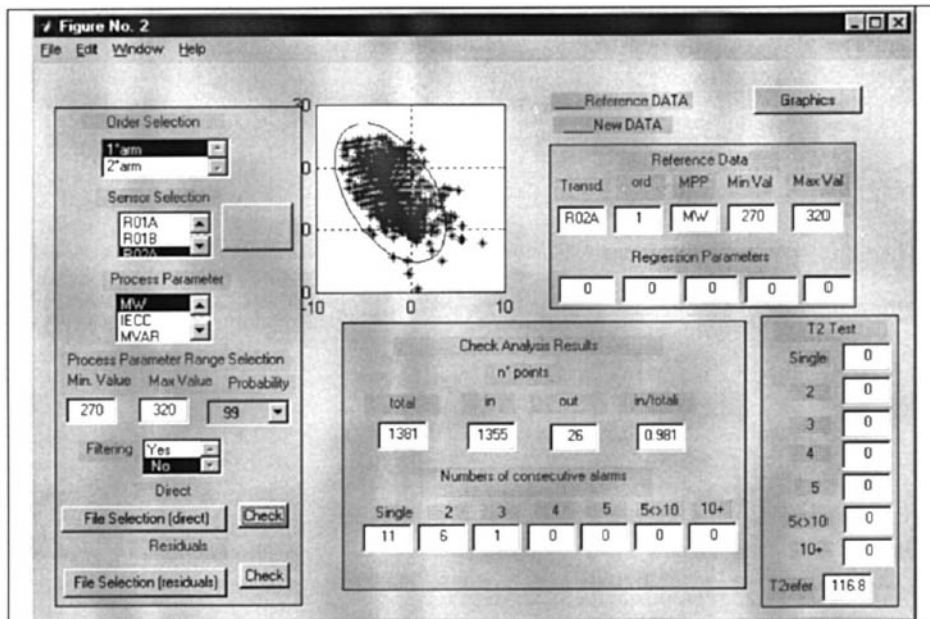 Figure No. 2
File Edit Window Help
Order Selection
1°arm
2°arm
Sensor Selection
R01A
R01B
R02A
Process Parameter
MW
IECC
MVAR
Process Parameter Range Selection
Min. Value Max Value Probability
270 320 99
Filtering Yes
No
Direct
File Selection (direct) Check
Residuals
File Selection (residuals) Check
-10 0 10
___Reference DATA
___New DATA
Graphics
Reference Data
Transd. ord MPP Min Val Max Val
R02A 1 MW 270 320
Regression Parameters
0 0 0 0 0
Check Analysis Results
n° points
total in out in/totali
1381 1355 26 0.981
Numbers of consecutive alarms
Single 2 3 4 5 5<>10 10+
11 6 1 0 0 0 0
T2 Test
Single 0
2 0
3 0
4 0
5 0
5<>10 0
10+ 0
T2refer 116.8